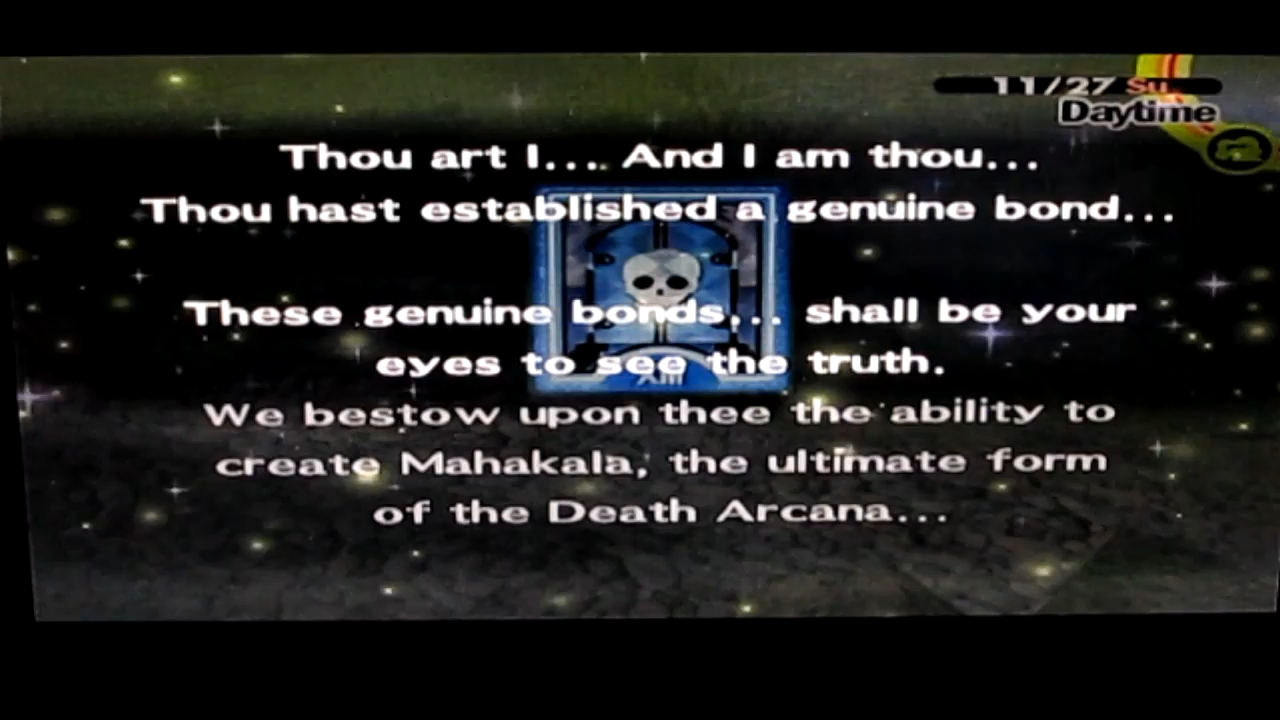 11/27 Su
Daytime
Thou art I.... And I am thou...
Thou hast established a genuine bond...
These genuine bonds... shall be your
eyes to see the truth.
We bestow upon thee the ability to
create Mahakala, the ultimate form
of the Death Arcana...
XIII